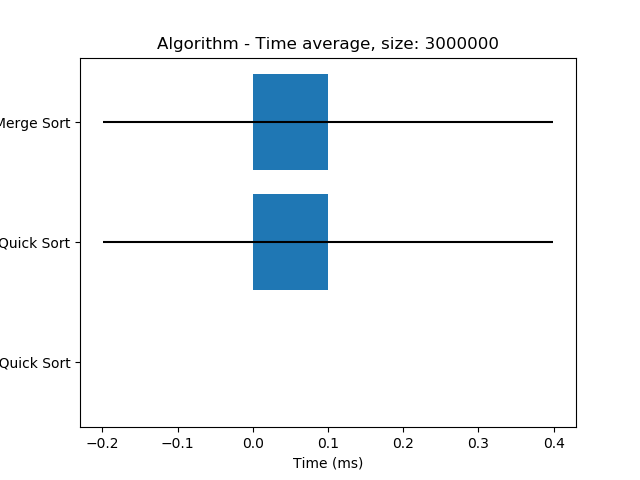 Algorithm - Time average, size: 3000000
Merge Sort
Quick Sort
Quick Sort
−0.2 −0.1 0.0 0.1 0.2 0.3 0.4
Time (ms)